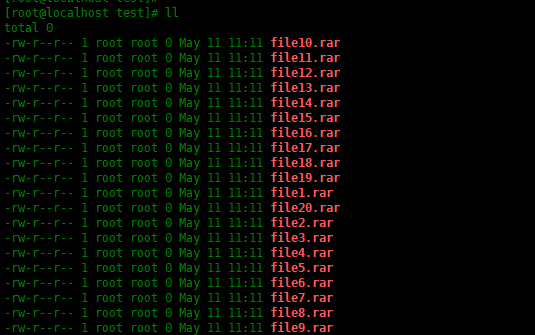 [root@localhost test]#
[root@localhost test]# ll
total 0
-rw-r--r-- 1 root root 0 May 11 11:11 file10.rar
-rw-r--r-- 1 root root 0 May 11 11:11 file11.rar
-rw-r--r-- 1 root root 0 May 11 11:11 file12.rar
-rw-r--r-- 1 root root 0 May 11 11:11 file13.rar
-rw-r--r-- 1 root root 0 May 11 11:11 file14.rar
-rw-r--r-- 1 root root 0 May 11 11:11 file15.rar
-rw-r--r-- 1 root root 0 May 11 11:11 file16.rar
-rw-r--r-- 1 root root 0 May 11 11:11 file17.rar
-rw-r--r-- 1 root root 0 May 11 11:11 file18.rar
-rw-r--r-- 1 root root 0 May 11 11:11 file19.rar
-rw-r--r-- 1 root root 0 May 11 11:11 file1.rar
-rw-r--r-- 1 root root 0 May 11 11:11 file20.rar
-rw-r--r-- 1 root root 0 May 11 11:11 file2.rar
-rw-r--r-- 1 root root 0 May 11 11:11 file3.rar
-rw-r--r-- 1 root root 0 May 11 11:11 file4.rar
-rw-r--r-- 1 root root 0 May 11 11:11 file5.rar
-rw-r--r-- 1 root root 0 May 11 11:11 file6.rar
-rw-r--r-- 1 root root 0 May 11 11:11 file7.rar
-rw-r--r-- 1 root root 0 May 11 11:11 file8.rar
-rw-r--r-- 1 root root 0 May 11 11:11 file9.rar